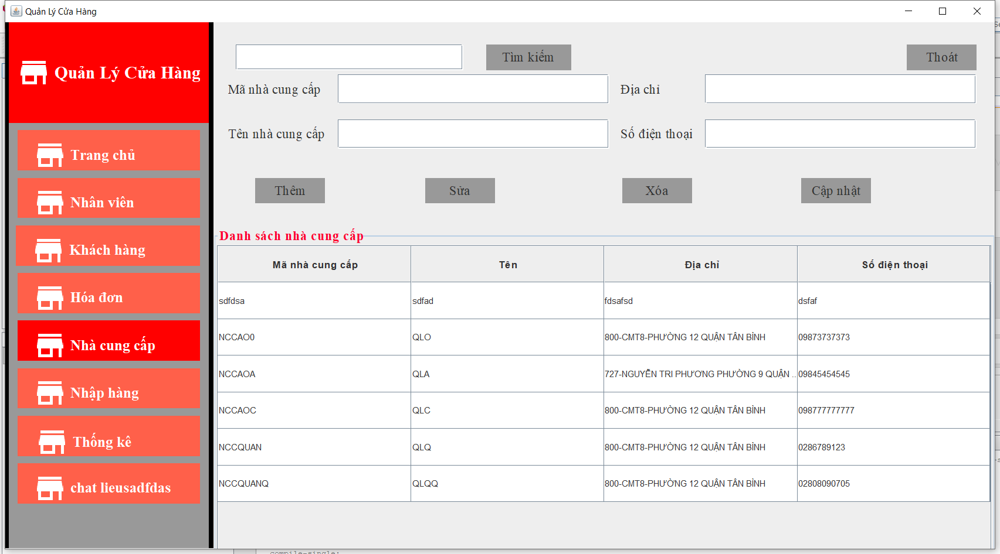 Quản Lý Cửa Hàng
Quản Lý Cửa Hàng
Trang chủ
Nhân viên
Khách hàng
Hóa đơn
Nhà cung cấp
Nhập hàng
Thống kê
chat lieusadfdas
Tìm kiếm
Thoát
Mã nhà cung cấp
Địa chỉ
Tên nhà cung cấp
Số điện thoại
Thêm
Sửa
Xóa
Cập nhật
Danh sách nhà cung cấp
Mã nhà cung cấp Tên Địa chỉ Số điện thoại
sdfdsa sdfad fdsafsd dsfaf
NCCAO0 QLO 800-CMT8-PHƯỜNG 12 QUẬN TÂN BÌNH 09873737373
NCCAOA QLA 727-NGUYỄN TRI PHƯƠNG PHƯỜNG 9 QUẬN ... 09845454545
NCCAOC QLC 800-CMT8-PHƯỜNG 12 QUẬN TÂN BÌNH 098777777777
NCCQUAN QLQ 800-CMT8-PHƯỜNG 12 QUẬN TÂN BÌNH 0286789123
NCCQUANQ QLQQ 800-CMT8-PHƯỜNG 12 QUẬN TÂN BÌNH 02808090705
compile-single: